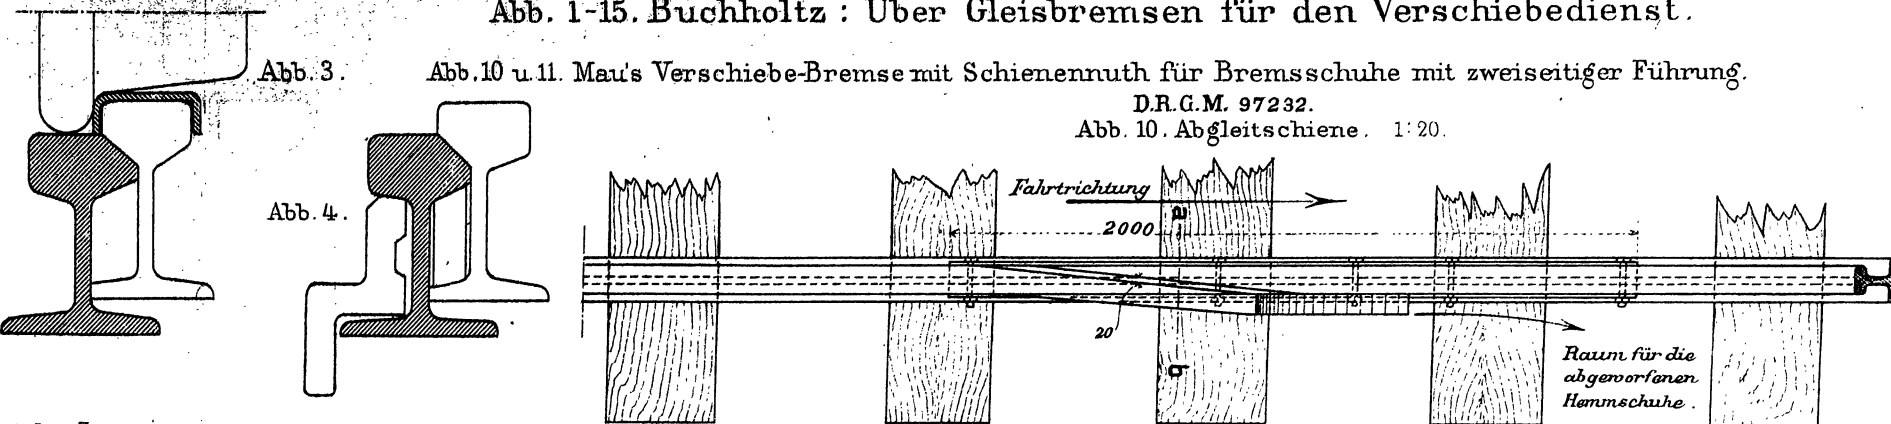 Abb. 1-15. Buchholtz : Über Gleisbremsen für den Verschiebedienst.
Abb. 3.
Abb. 10 u. 11. Mau's Verschiebe-Bremse mit Schienennuth für Bremsschuhe mit zweiseitiger Führung.
D.R.G.M. 97232.
Abb. 10. Abgleitschiene. 1:20.
Fahrtrichtung
Abb. 4.
a
2000
20
b
Raum für die
abgeworfenen
Hemmschuhe.